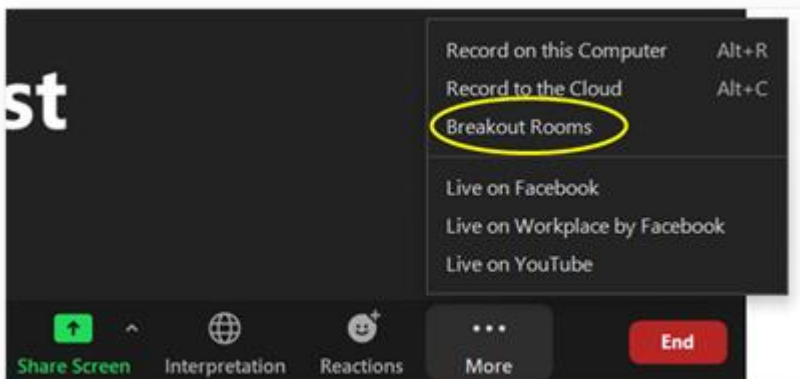 st
Record on this Computer Alt+R
Record to the Cloud Alt+C
Breakout Rooms
Live on Facebook
Live on Workplace by Facebook
Live on YouTube
Share Screen Interpretation Reactions More End